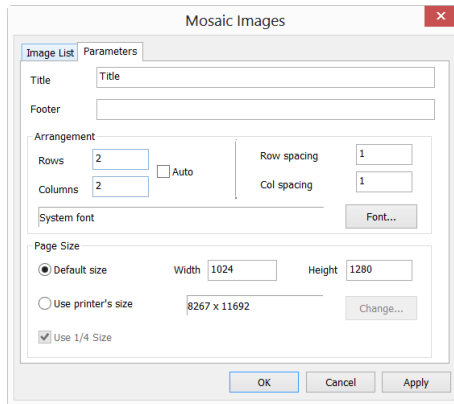 Mosaic Images
Image List Parameters
Title Title
Footer
Arrangement
Rows 2 Auto Row spacing 1
Columns 2 Col spacing 1
System font Font...
Page Size
Default size Width 1024 Height 1280
Use printer's size 8267 x 11692 Change...
Use 1/4 Size
OK Cancel Apply